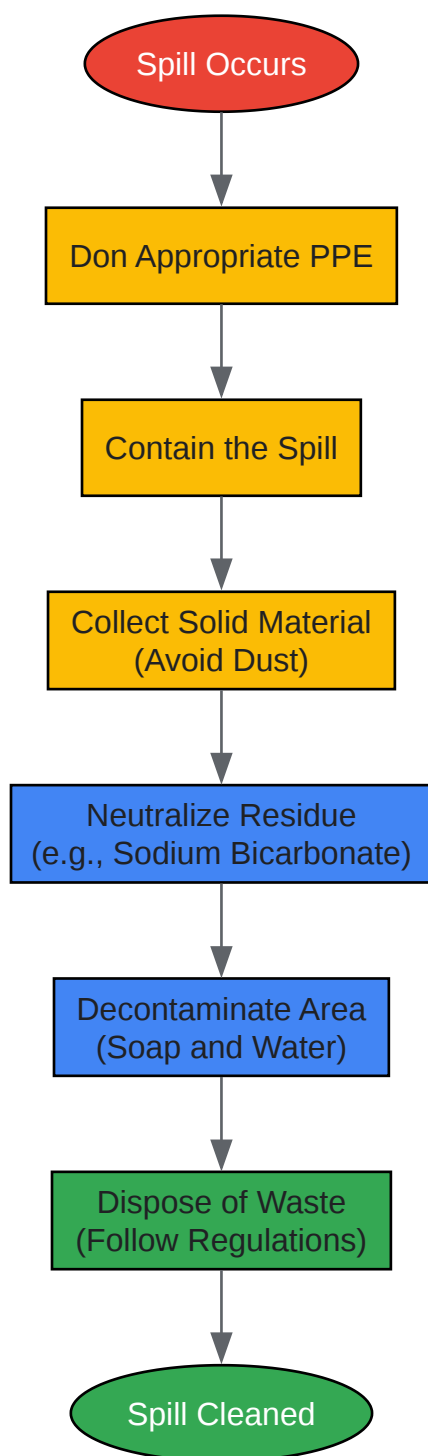 Spill Occurs
Don Appropriate PPE
Contain the Spill
Collect Solid Material
(Avoid Dust)
Neutralize Residue
(e.g., Sodium Bicarbonate)
Decontaminate Area
(Soap and Water)
Dispose of Waste
(Follow Regulations)
Spill Cleaned